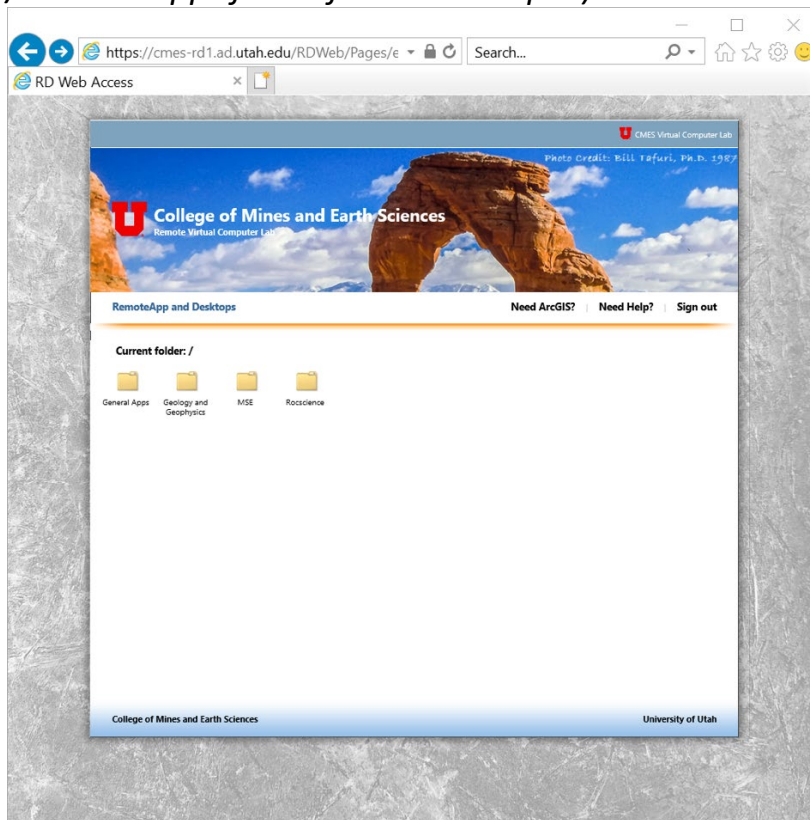 https://cmes-rd1.ad.utah.edu/RDWeb/Pages/e
Search...
RD Web Access
CMES Virtual Computer Lab
Photo Credit: Bill Tafuri, Ph.D. 1987
College of Mines and Earth Sciences
Remote Virtual Computer Lab
RemoteApp and Desktops
Need ArcGIS?
Need Help?
Sign out
Current folder: /
General Apps
Geology and
Geophysics
MSE
Rocscience
College of Mines and Earth Sciences
University of Utah